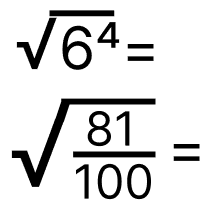 √6⁴=
√81/100 =